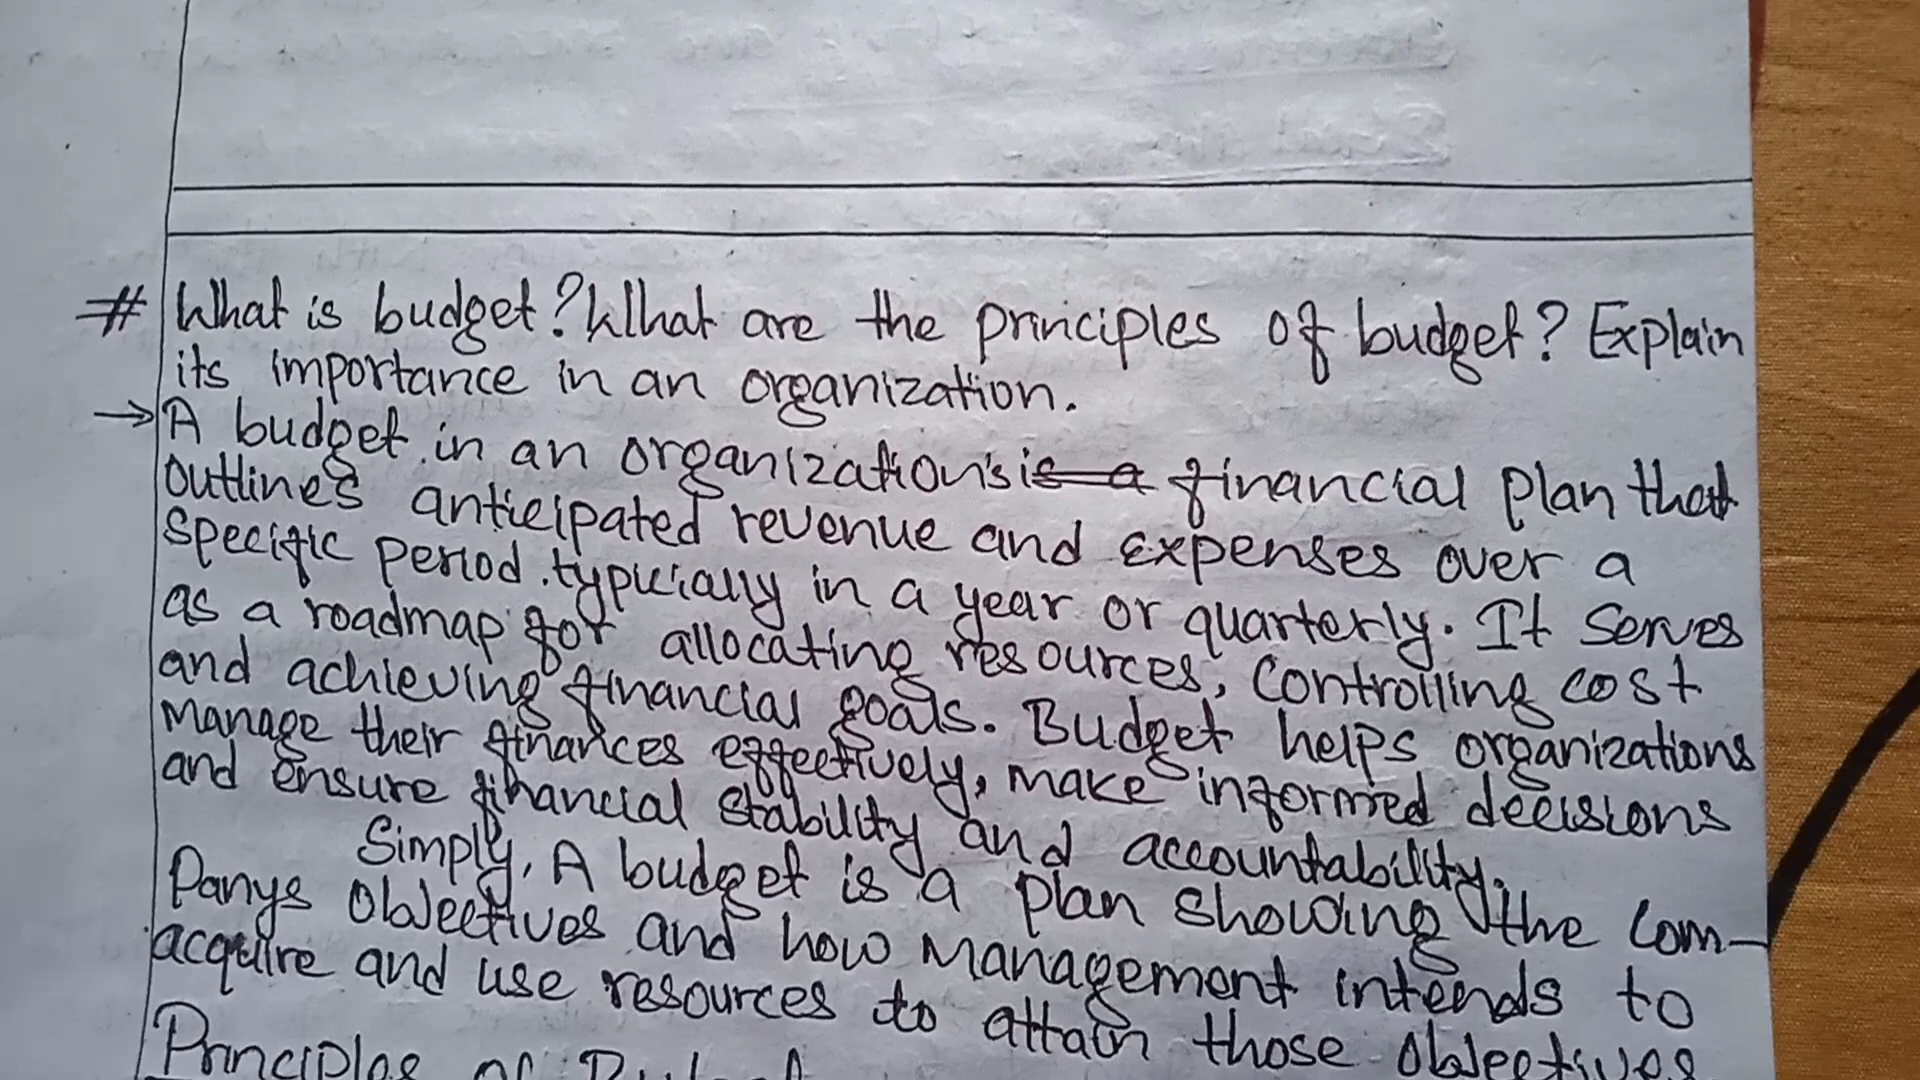 # What is budget? What are the principles of budget? Explain
its importance in an organization.
→ A budget in an organization's is a financial plan that
outlines anticipated revenue and expenses over a
specific period, typically in a year or quarterly. It serves
as a roadmap for allocating resources, controlling cost
and achieving financial goals. Budget helps organizations
manage their finances effectively, make informed decisions
and ensure financial stability and accountability.
Simply, A budget is a plan showing the Com-
panys objectives and how management intends to
acquire and use resources to attain those objectives
Principles of Budget